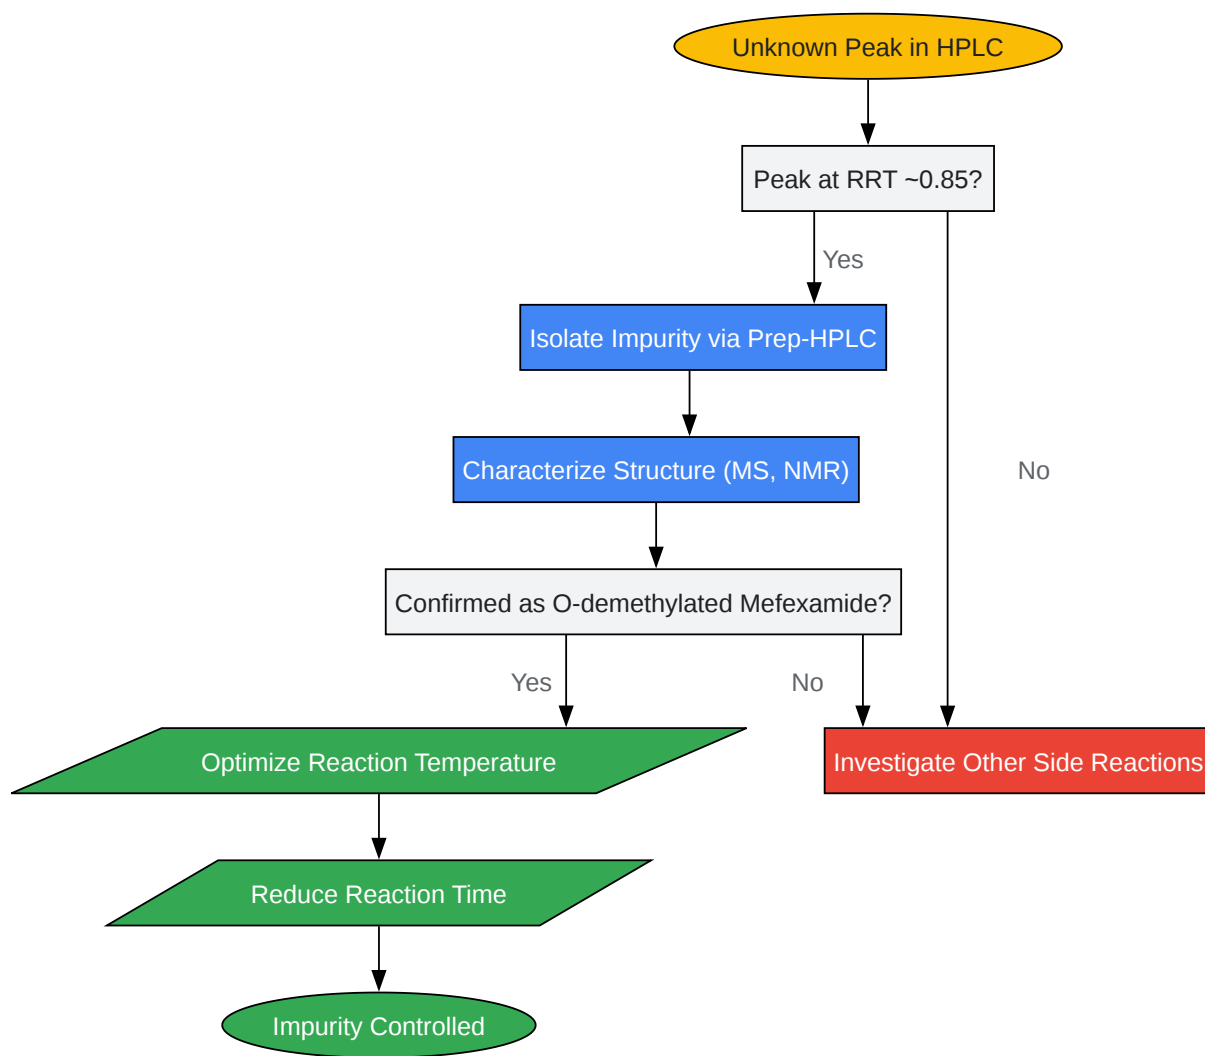 Unknown Peak in HPLC
Peak at RRT ~0.85?
Yes
Isolate Impurity via Prep-HPLC
Characterize Structure (MS, NMR)
No
Confirmed as O-demethylated Mefexamide?
Yes
No
Optimize Reaction Temperature
Investigate Other Side Reactions
Reduce Reaction Time
Impurity Controlled